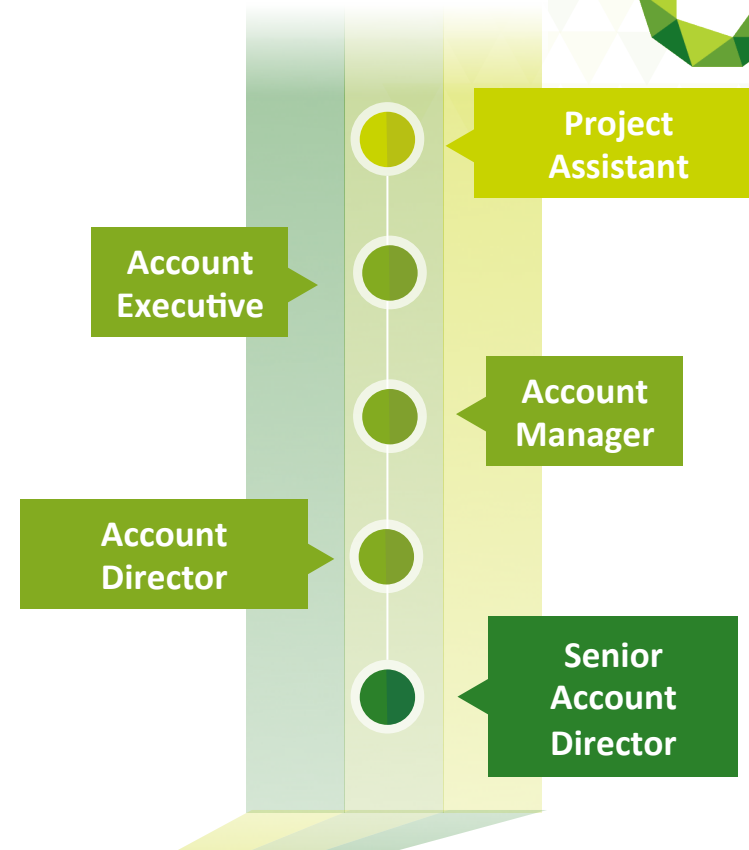 Project
Assistant
Account
Executive
Account
Manager
Account
Director
Senior
Account
Director